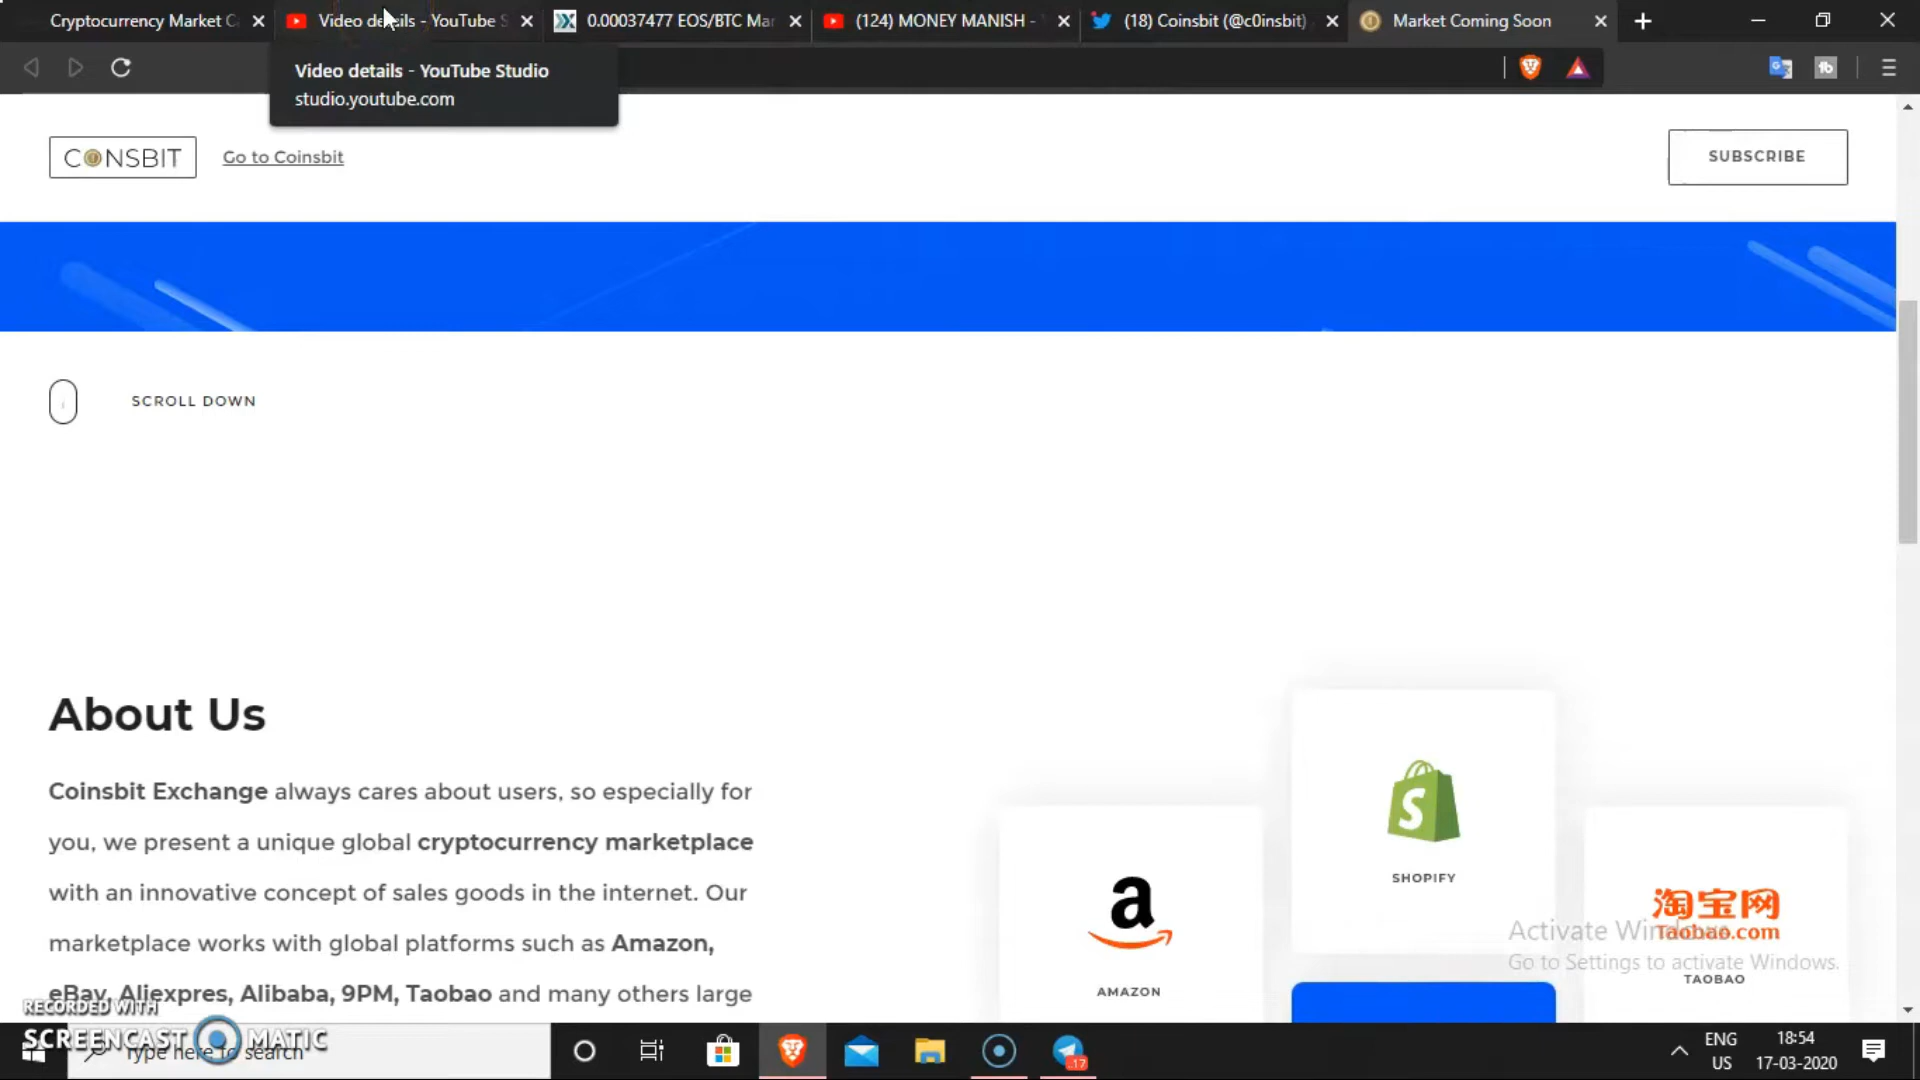 Cryptocurrency Market Ca
Video details - YouTube S
0.00037477 EOS/BTC Mar
(124) MONEY MANISH -
(18) Coinsbit (@c0insbit)
Market Coming Soon
Video details - YouTube Studio
studio.youtube.com
COINSBIT
Go to Coinsbit
SUBSCRIBE
SCROLL DOWN
About Us
Coinsbit Exchange always cares about users, so especially for
you, we present a unique global cryptocurrency marketplace
with an innovative concept of sales goods in the internet. Our
marketplace works with global platforms such as Amazon,
eBay, Aliexpres, Alibaba, 9PM, Taobao and many others large
SHOPIFY
AMAZON
淘宝网
Taobao.com
TAOBAO
Activate Windows
Go to Settings to activate Windows.
RECORDED WITH
SCREENCAST MATIC
Type here to search
17
ENG
US
18:54
17-03-2020